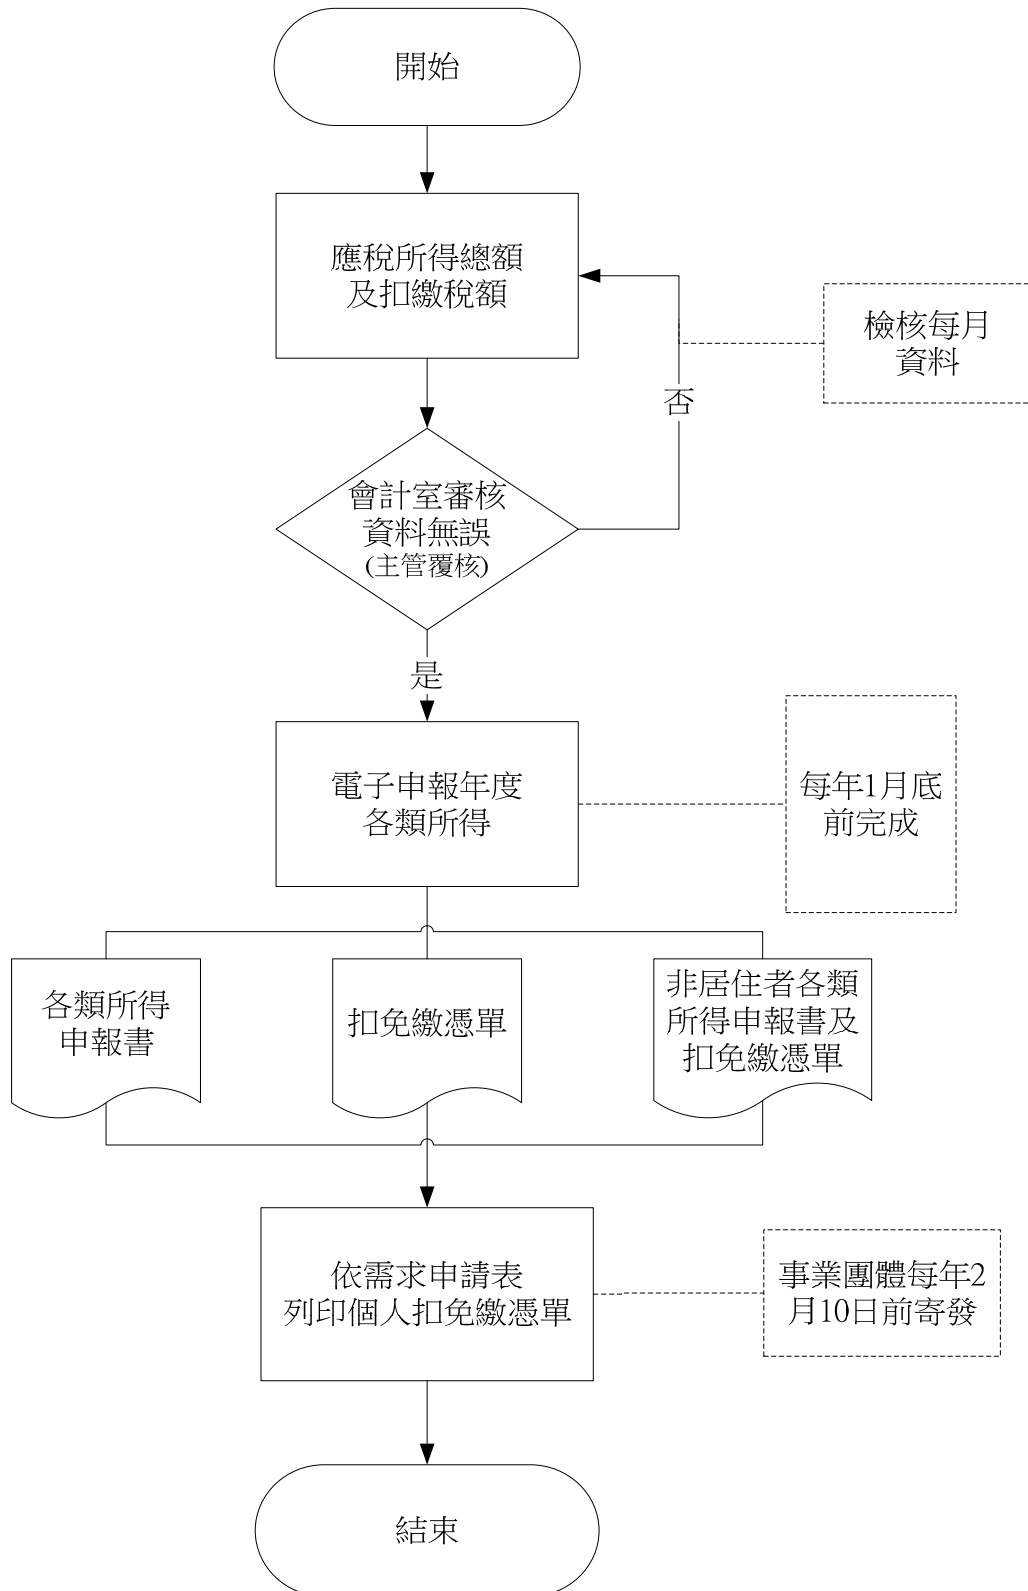 開始
應稅所得總額
及扣繳稅額
檢核每月
資料
否
會計室審核
資料無誤
(主管覆核)
是
電子申報年度
各類所得
每年1月底
前完成
各類所得
申報書
扣免繳憑單
非居住者各類
所得申報書及
扣免繳憑單
依需求申請表
列印個人扣免繳憑單
事業團體每年2
月10日前寄發
結束